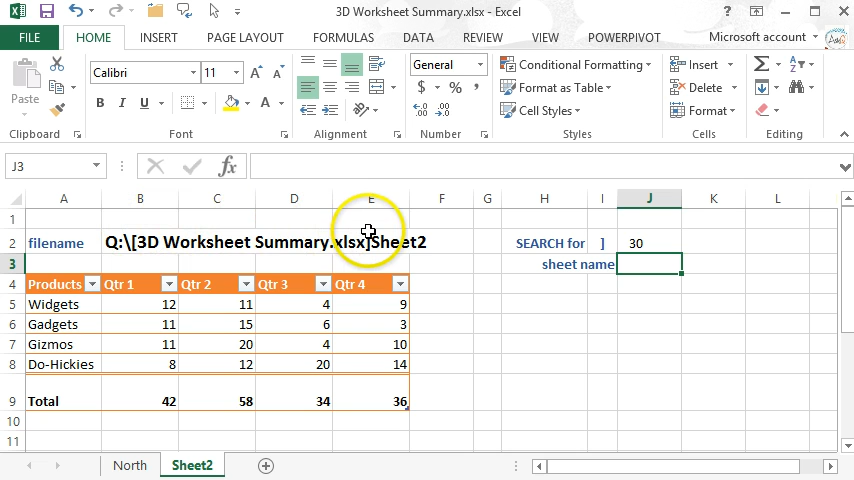 3D Worksheet Summary.xlsx - Excel
FILE HOME INSERT PAGE LAYOUT FORMULAS DATA REVIEW VIEW POWERPIVOT Microsoft account
Paste Calibri 11 General Conditional Formatting Insert
B I U A $ % , Format as Table Delete
Cell Styles Format
Clipboard Font Alignment Number Styles Cells Editing
J3 fx
A B C D E F G H I J K L
1
2 filename Q:\[3D Worksheet Summary.xlsx]Sheet2 SEARCH for ] 30
3 sheet name
4 Products Qtr 1 Qtr 2 Qtr 3 Qtr 4
5 Widgets 12 11 4 9
6 Gadgets 11 15 6 3
7 Gizmos 11 20 4 10
8 Do-Hickies 8 12 20 14
9 Total 42 58 34 36
10
11
North Sheet2